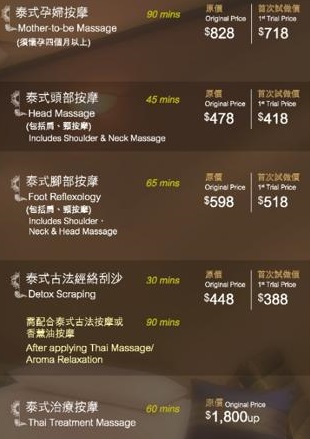 泰式孕婦按摩 90 mins 原價 首次試做價
Mother-to-be Massage Original Price 1st Trial Price
(須懷孕四個月以上) $828 $718
泰式頭部按摩 45 mins 原價 首次試做價
Head Massage Original Price 1st Trial Price
(包括肩、頸按摩) $478 $418
Includes Shoulder & Neck Massage
泰式腳部按摩 65 mins 原價 首次試做價
Foot Reflexology Original Price 1st Trial Price
(包括肩、頸按摩) $598 $518
Includes Shoulder,
Neck & Head Massage
泰式古法經絡刮沙 30 mins 原價 首次試做價
Detox Scraping Original Price 1st Trial Price
$448 $388
需配合泰式古法按摩或 90 mins
香薰油按摩
After applying Thai Massage/
Aroma Relaxation
泰式治療按摩 60 mins 原價 Original Price
Thai Treatment Massage $1,800up